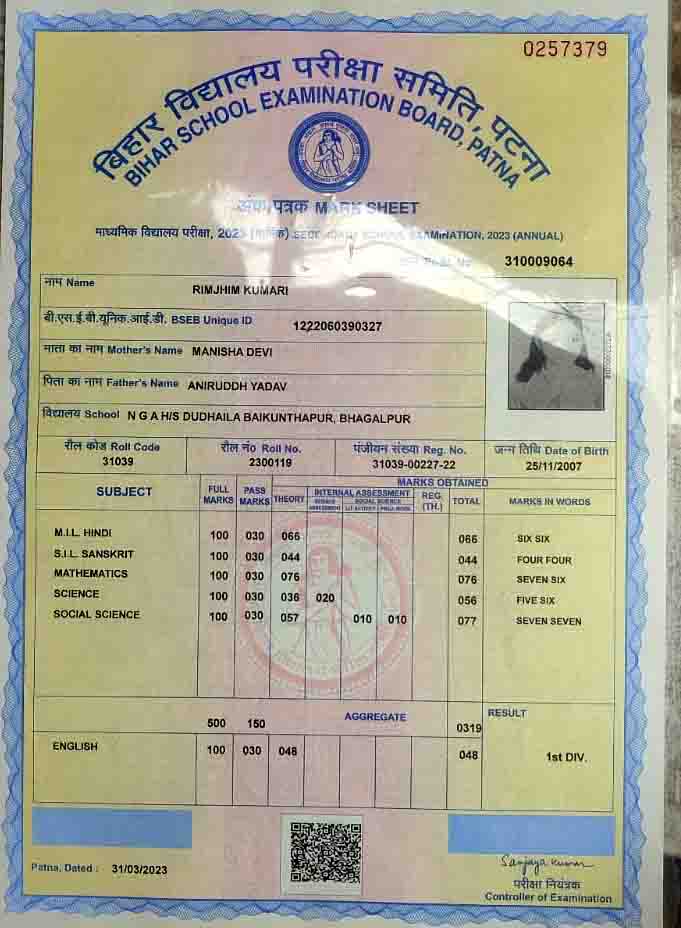 0257379
बिहार विद्यालय परीक्षा समिति, पटना
BIHAR SCHOOL EXAMINATION BOARD, PATNA
अंक पत्रक MARK SHEET
माध्यमिक विद्यालय परीक्षा, 2023 (वार्षिक) SECONDARY SCHOOL EXAMINATION, 2023 (ANNUAL)
310009064
नाम Name RIMJHIM KUMARI
बी.एस.ई.बी.यूनिक.आई.डी. BSEB Unique ID 1222060390327
माता का नाम Mother's Name MANISHA DEVI
पिता का नाम Father's Name ANIRUDDH YADAV
विद्यालय School N G A H/S DUDHAILA BAIKUNTHAPUR, BHAGALPUR
रौल कोड Roll Code रौल नं० Roll No. पंजीयन संख्या Reg. No. जन्म तिथि Date of Birth
31039 2300119 31039-00227-22 25/11/2007
SUBJECT FULL MARKS PASS MARKS MARKS OBTAINED
THEORY INTERNAL ASSESSMENT REG. (TH.) TOTAL MARKS IN WORDS
SOCIAL SCIENCE
M.I.L. HINDI 100 030 066 066 SIX SIX
S.I.L. SANSKRIT 100 030 044 044 FOUR FOUR
MATHEMATICS 100 030 076 076 SEVEN SIX
SCIENCE 100 030 036 020 056 FIVE SIX
SOCIAL SCIENCE 100 030 057 010 010 077 SEVEN SEVEN
500 150 AGGREGATE 0319 RESULT
ENGLISH 100 030 048 048 1st DIV.
Patna, Dated : 31/03/2023
Sanjaya Kumar
परीक्षा नियंत्रक
Controller of Examination